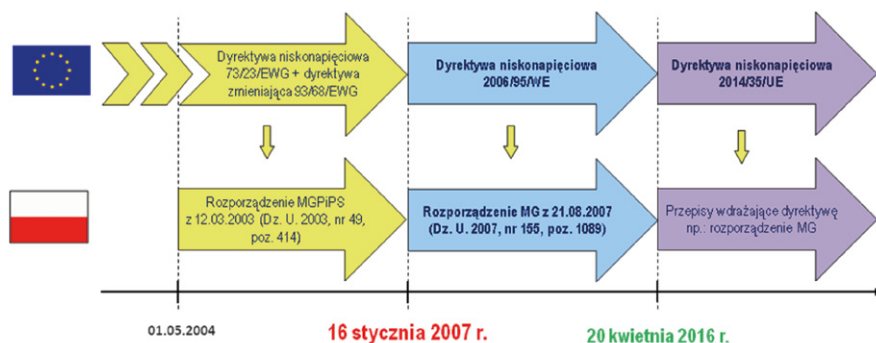 Dyrektywa niskonapięciowa
73/23/EWG + dyrektywa
zmieniająca 93/68/EWG
Dyrektywa niskonapięciowa
2006/95/WE
Dyrektywa niskonapięciowa
2014/35/UE
Rozporządzenie MGPiPS
z 12.03.2003 (Dz. U. 2003, nr 49,
poz. 414)
Rozporządzenie MG z 21.08.2007
(Dz. U. 2007, nr 155, poz. 1089)
Przepisy wdrażające dyrektywę
np.: rozporządzenie MG
01.05.2004
16 stycznia 2007 r.
20 kwietnia 2016 r.